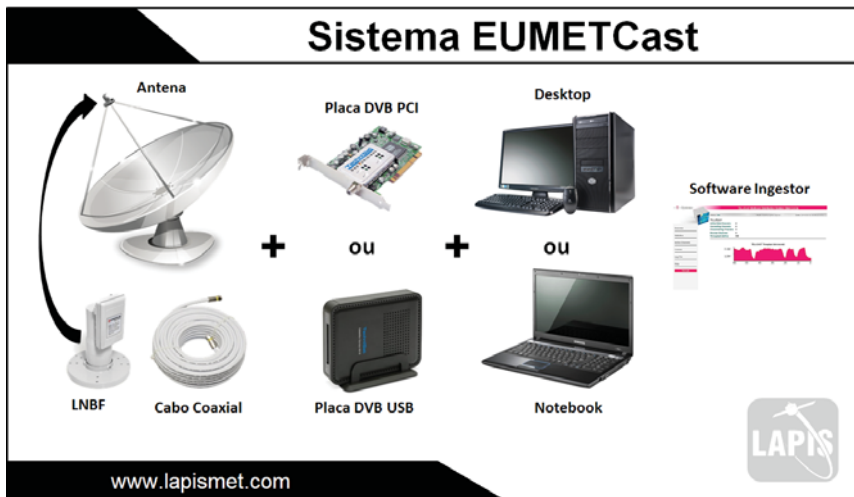 Sistema EUMETCast
Antena
Placa DVB PCI
Desktop
Software Ingestor
+
ou
+
ou
LNBF
Cabo Coaxial
Placa DVB USB
Notebook
LAPIS
www.lapismet.com